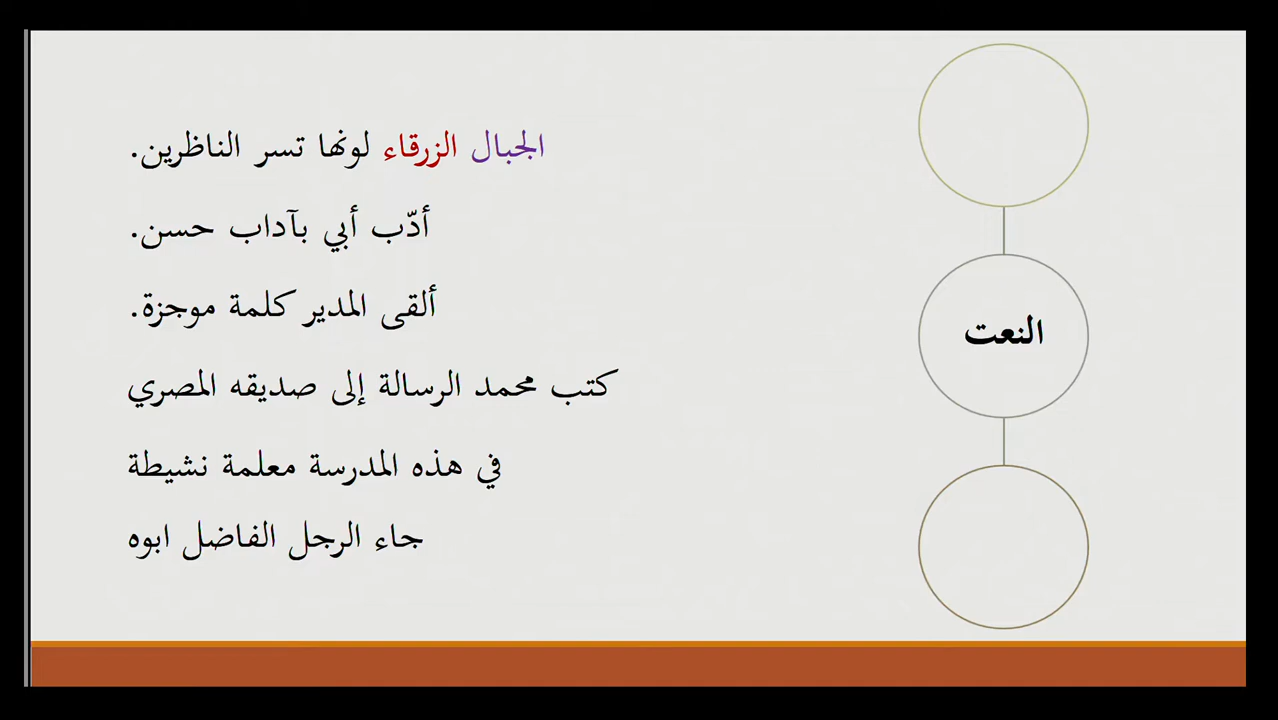 النعت
الجبال الزرقاء لونها تسر الناظرين.
أدّب أبي بآداب حسن.
ألقى المدير كلمة موجزة.
كتب محمد الرسالة إلى صديقه المصري
في هذه المدرسة معلمة نشيطة
جاء الرجل الفاضل ابوه